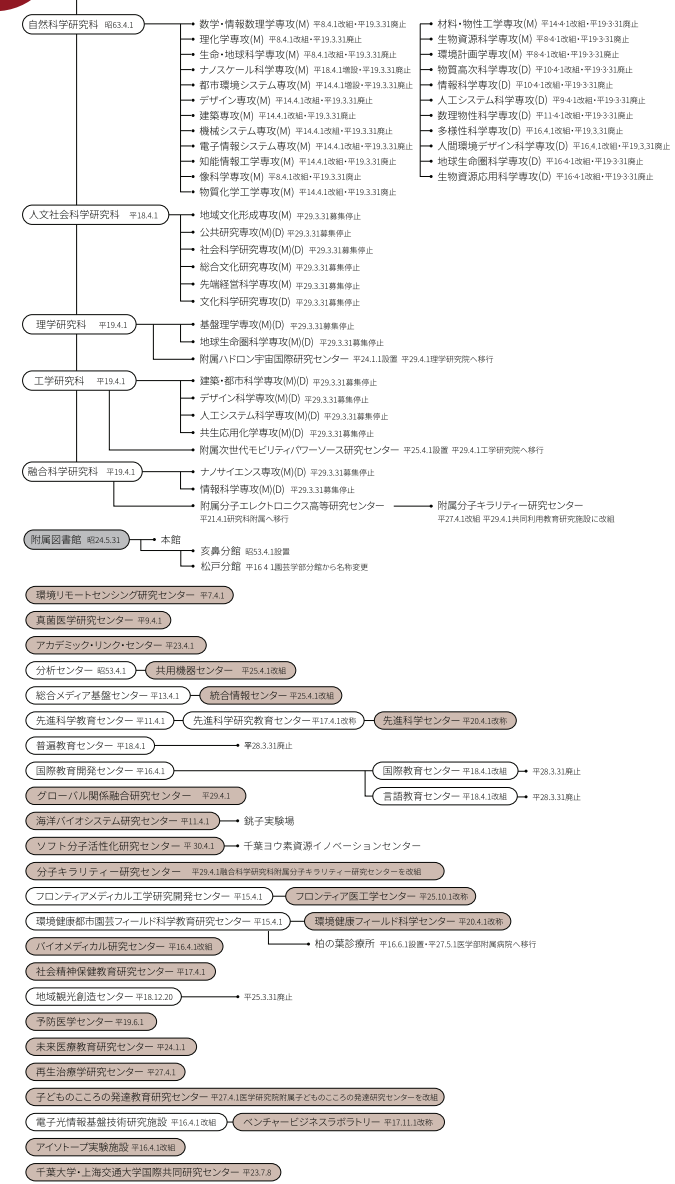 自然科学研究科 昭63.4.1
数学・情報数理学専攻(M) 平8.4.1改組・平19.3.31廃止
理化学専攻(M) 平8.4.1改組・平19.3.31廃止
生命・地球科学専攻(M) 平8.4.1改組・平19.3.31廃止
ナノスケール科学専攻(M) 平18.4.1増設・平19.3.31廃止
都市環境システム専攻(M) 平14.4.1増設・平19.3.31廃止
デザイン専攻(M) 平14.4.1改組・平19.3.31廃止
建築専攻(M) 平14.4.1改組・平19.3.31廃止
機械システム専攻(M) 平14.4.1改組・平19.3.31廃止
電子情報システム専攻(M) 平14.4.1改組・平19.3.31廃止
知能情報工学専攻(M) 平14.4.1改組・平19.3.31廃止
像科学専攻(M) 平8.4.1改組・平19.3.31廃止
物質化学工学専攻(M) 平14.4.1改組・平19.3.31廃止
材料・物性工学専攻(M) 平14・4・1改組・平19・3・31廃止
生物資源科学専攻(M) 平8・4・1改組・平19・3・31廃止
環境計画学専攻(M) 平8・4・1改組・平19・3・31廃止
物質高次科学専攻(D) 平10・4・1改組・平19・3・31廃止
情報科学専攻(D) 平10・4・1改組・平19・3・31廃止
人工システム科学専攻(D) 平9・4・1改組・平19・3・31廃止
数理物性科学専攻(D) 平11・4・1改組・平19・3・31廃止
多様性科学専攻(D) 平16.4.1改組・平19.3.31廃止
人間環境デザイン科学専攻(D) 平16.4.1改組・平19・3・31廃止
地球生命圏科学専攻(D) 平16・4・1改組・平19・3・31廃止
生物資源応用科学専攻(D) 平16・4・1改組・平19・3・31廃止
人文社会科学研究科 平18.4.1
地域文化形成専攻(M) 平29.3.31募集停止
公共研究専攻(M)(D) 平29.3.31募集停止
社会科学研究専攻(M)(D) 平29.3.31募集停止
総合文化研究専攻(M) 平29.3.31募集停止
先端経営科学専攻(M) 平29.3.31募集停止
文化科学研究専攻(D) 平29.3.31募集停止
理学研究科 平19.4.1
基盤理学専攻(M)(D) 平29.3.31募集停止
地球生命圏科学専攻(M)(D) 平29.3.31募集停止
附属ハドロン宇宙国際研究センター 平24.1.1設置 平29.4.1理学研究院へ移行
工学研究科 平19.4.1
建築・都市科学専攻(M)(D) 平29.3.31募集停止
デザイン科学専攻(M)(D) 平29.3.31募集停止
人工システム科学専攻(M)(D) 平29.3.31募集停止
共生応用化学専攻(M)(D) 平29.3.31募集停止
附属次世代モビリティパワーソース研究センター 平25.4.1設置 平29.4.1工学研究院へ移行
融合科学研究科 平19.4.1
ナノサイエンス専攻(M)(D) 平29.3.31募集停止
情報科学専攻(M)(D) 平29.3.31募集停止
附属分子エレクトロニクス高等研究センター 附属分子キラリティー研究センター
平21.4.1研究科附属へ移行 平27.4.1改組 平29.4.1共同利用教育研究施設に改組
附属図書館 昭24.5.31 本館
亥鼻分館 昭53.4.1設置
松戸分館 平16 4 1園芸学部分館から名称変更
環境リモートセンシング研究センター 平7.4.1
真菌医学研究センター 平9.4.1
アカデミック・リンク・センター 平23.4.1
分析センター 昭53.4.1 共用機器センター 平25.4.1改組
総合メディア基盤センター 平13.4.1 統合情報センター 平25.4.1改組
先進科学教育センター 平11.4.1 先進科学研究教育センター 平17.4.1改称 先進科学センター 平20.4.1改称
普遍教育センター 平18.4.1 平28.3.31廃止
国際教育開発センター 平16.4.1 国際教育センター 平18.4.1改組 平28.3.31廃止
言語教育センター 平18.4.1改組 平28.3.31廃止
グローバル関係融合研究センター 平29.4.1
海洋バイオシステム研究センター 平11.4.1 銚子実験場
ソフト分子活性化研究センター 平 30.4.1 千葉ヨウ素資源イノベーションセンター
分子キラリティー研究センター 平29.4.1融合科学研究科附属分子キラリティー研究センターを改組
フロンティアメディカル工学研究開発センター 平15.4.1 フロンティア医工学センター 平25.10.1改称
環境健康都市園芸フィールド科学教育研究センター 平15.4.1 環境健康フィールド科学センター 平20.4.1改称
柏の葉診療所 平16.6.1設置・平27.5.1医学部附属病院へ移行
バイオメディカル研究センター 平16.4.1改組
社会精神保健教育研究センター 平17.4.1
地域観光創造センター 平18.12.20 平25.3.31廃止
予防医学センター 平19.6.1
未来医療教育研究センター 平24.1.1
再生治療学研究センター 平27.4.1
子どものこころの発達教育研究センター 平27.4.1医学研究院附属子どものこころの発達研究センターを改組
電子光情報基盤技術研究施設 平16.4.1改組 ベンチャービジネスラボラトリー 平17.11.1改称
アイソトープ実験施設 平16.4.1改組
千葉大学・上海交通大学国際共同研究センター 平23.7.8